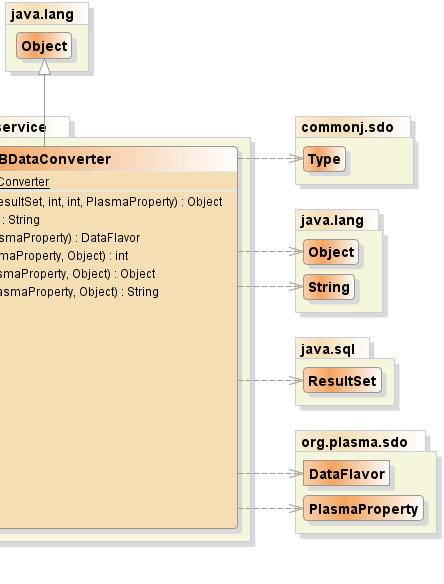 java.lang
Object
service
BDataConverter
Converter
esultSet, int, int, PlasmaProperty) : Object
) : String
smaProperty) : DataFlavor
maProperty, Object) : int
smaProperty, Object) : Object
asmaProperty, Object) : String
commonj.sdo
Type
java.lang
Object
String
java.sql
ResultSet
org.plasma.sdo
DataFlavor
PlasmaProperty